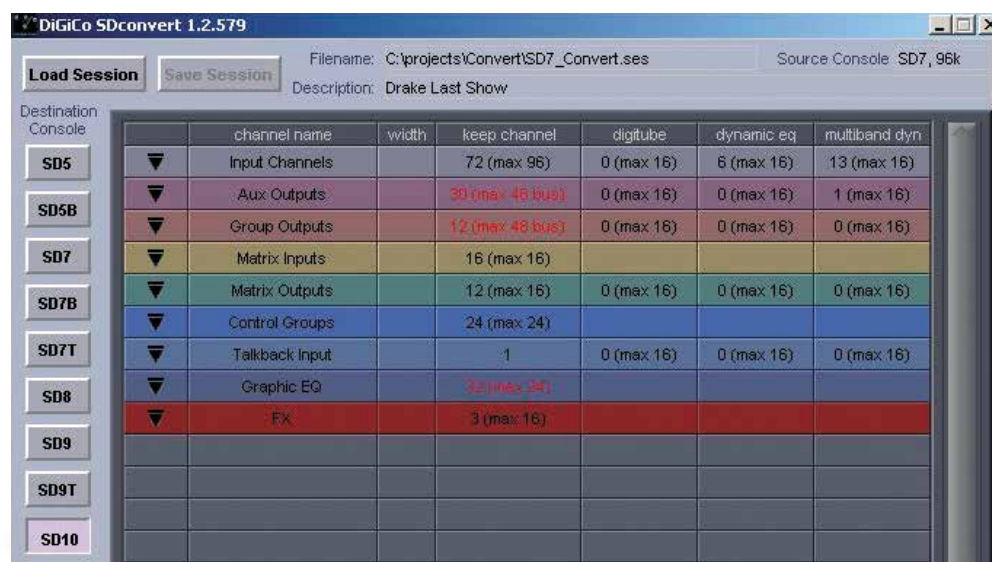 DiGiCo SDconvert 1.2.579
Load Session
Save Session
Filename: C:\projects\Convert\SD7_Convert.ses
Source Console SD7, 96k
Description: Drake Last Show
Destination Console
channel name width keep channel digitube dynamic eq multiband dyn
SD5
Input Channels 72 (max 96) 0 (max 16) 6 (max 16) 13 (max 16)
SD5B
Aux Outputs 30 (max 48 bus) 0 (max 16) 0 (max 16) 1 (max 16)
Group Outputs 12 (max 48 bus) 0 (max 16) 0 (max 16) 0 (max 16)
SD7
Matrix Inputs 16 (max 16)
SD7B
Matrix Outputs 12 (max 16) 0 (max 16) 0 (max 16) 0 (max 16)
Control Groups 24 (max 24)
SD7T
Talkback Input 1 0 (max 16) 0 (max 16) 0 (max 16)
SD8
Graphic EQ 32 (max 24)
FX 3 (max 16)
SD9
SD9T
SD10